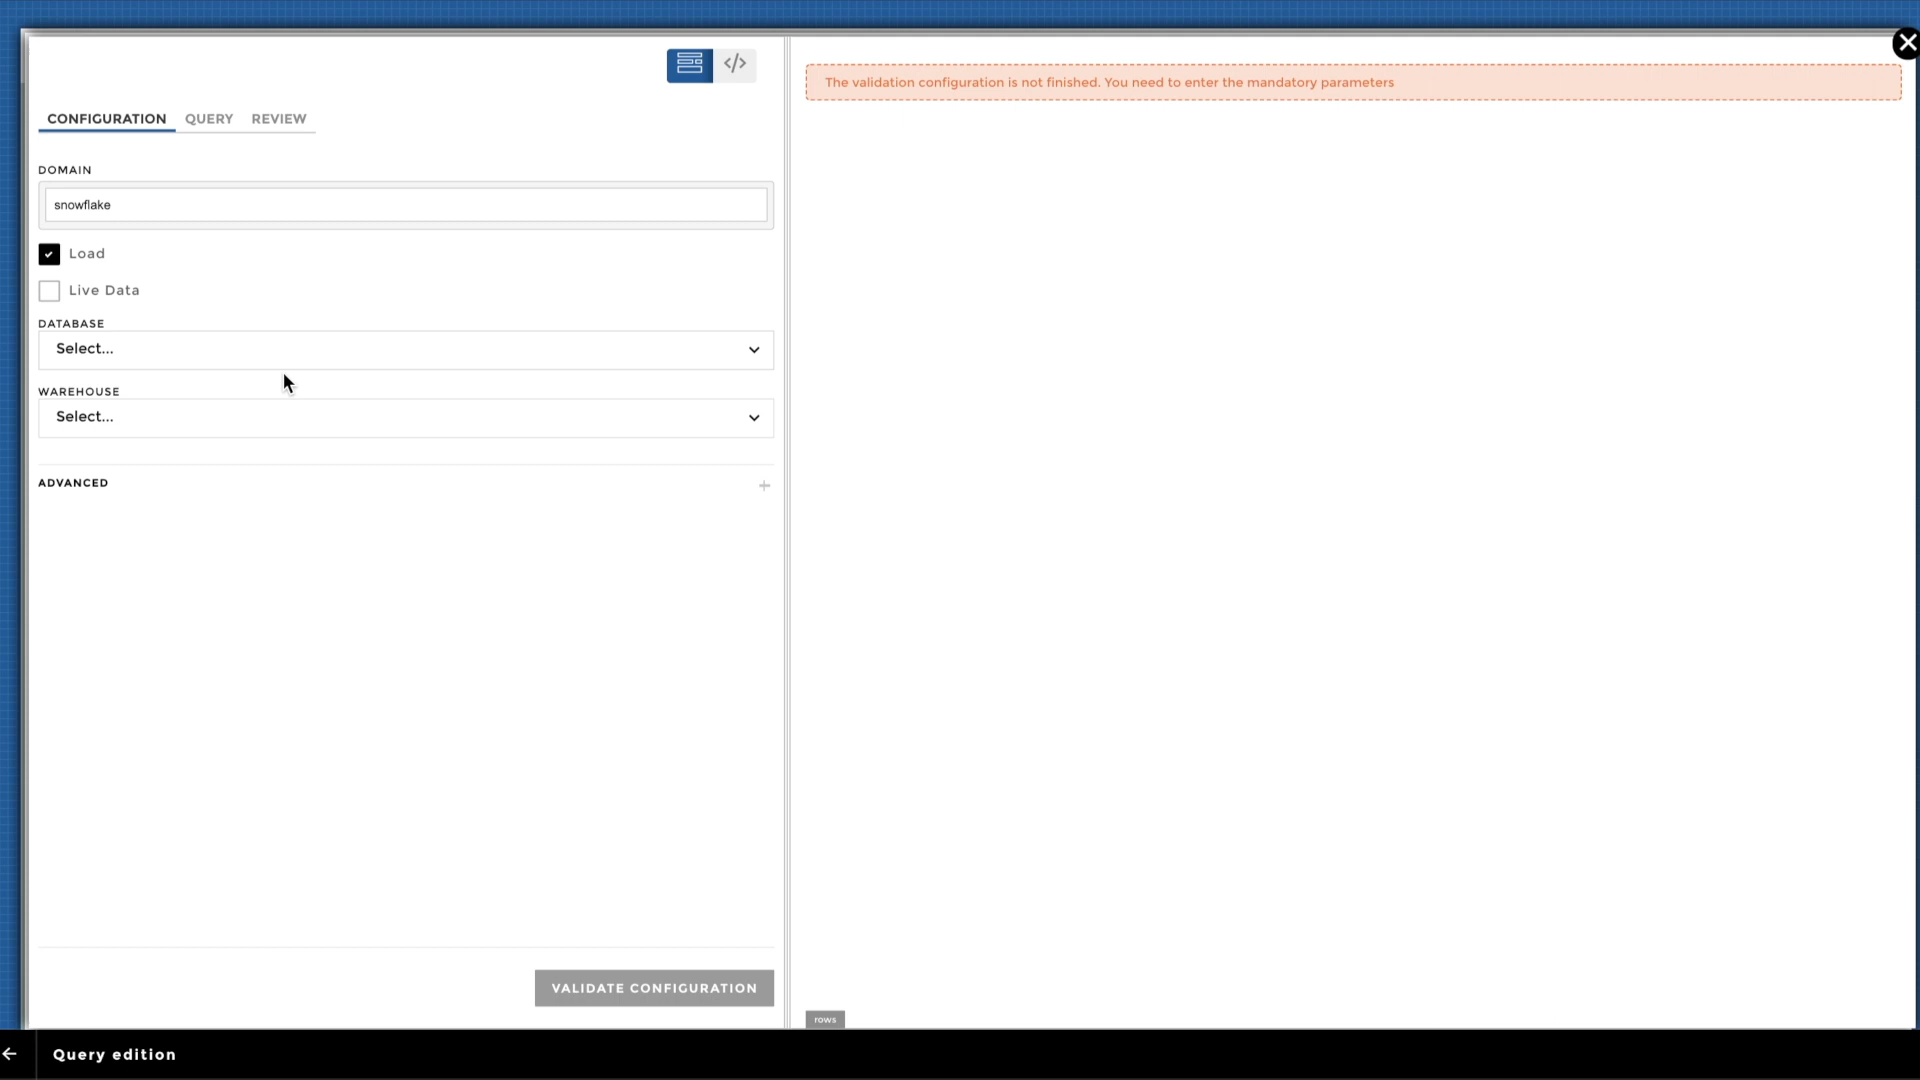 </>
The validation configuration is not finished. You need to enter the mandatory parameters
CONFIGURATION QUERY REVIEW
DOMAIN
snowflake
Load
Live Data
DATABASE
Select...
WAREHOUSE
Select...
ADVANCED
VALIDATE CONFIGURATION
rows
Query edition